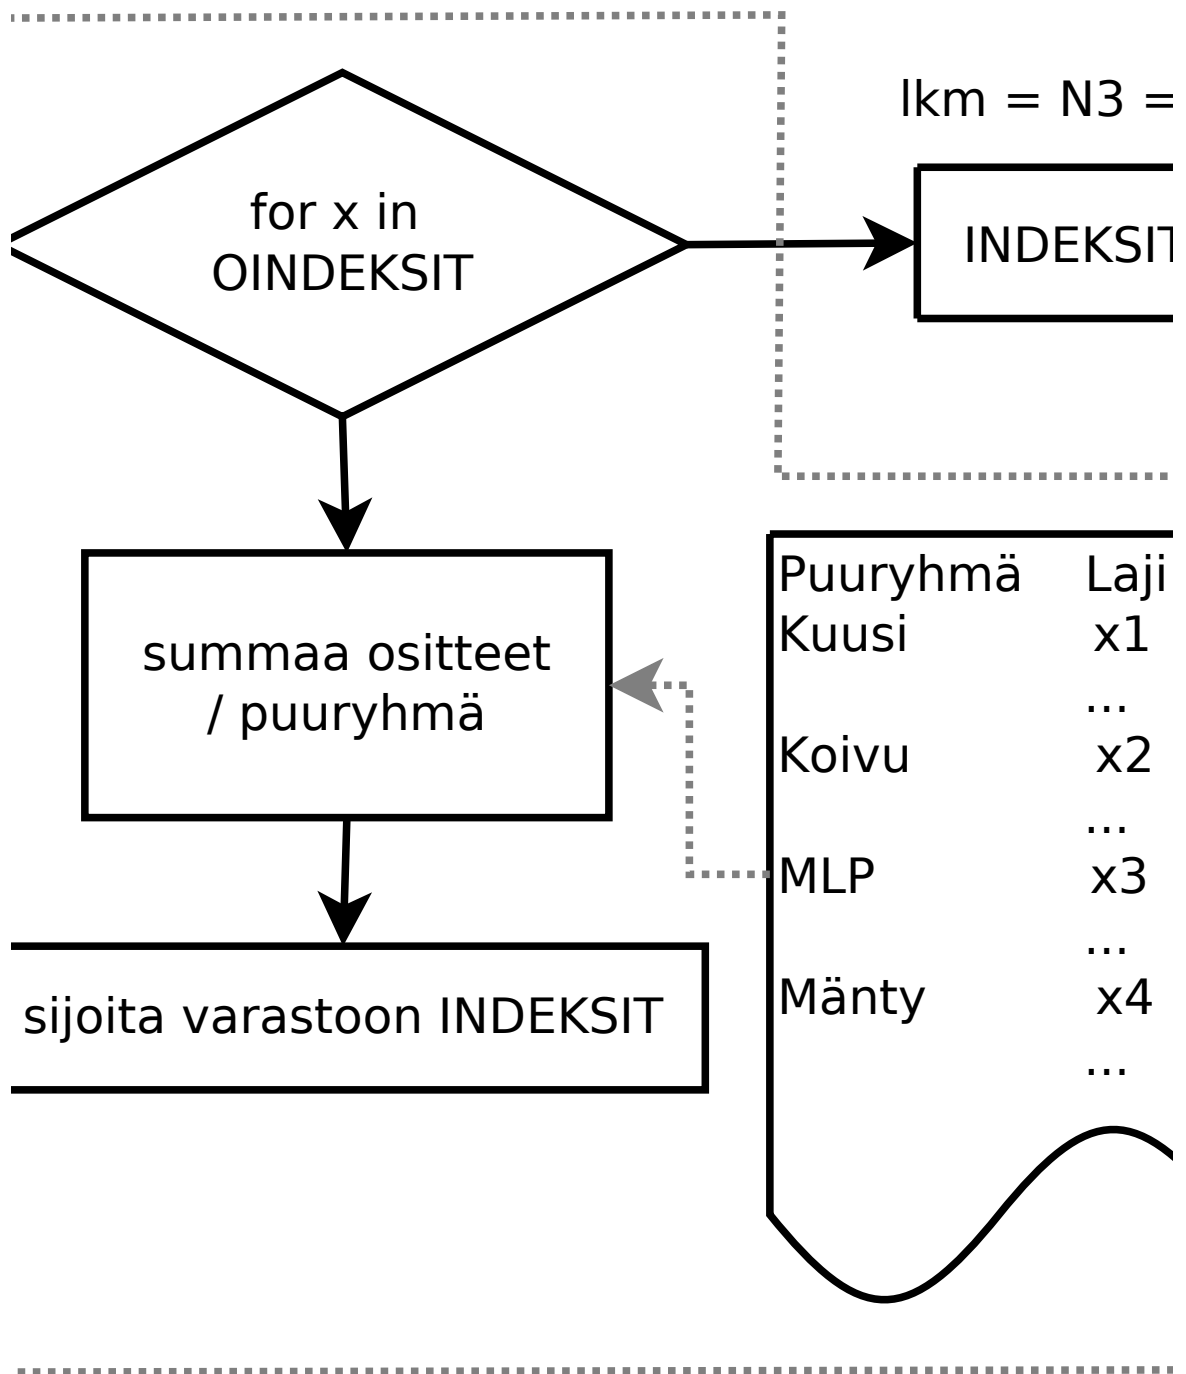 lkm = N3 =
for x in
OINDEKSIT
INDEKSIT
summaa ositteet
/ puuryhmä
sijoita varastoon INDEKSIT
Puuryhmä Laji
Kuusi x1
...
Koivu x2
...
MLP x3
...
Mänty x4
...